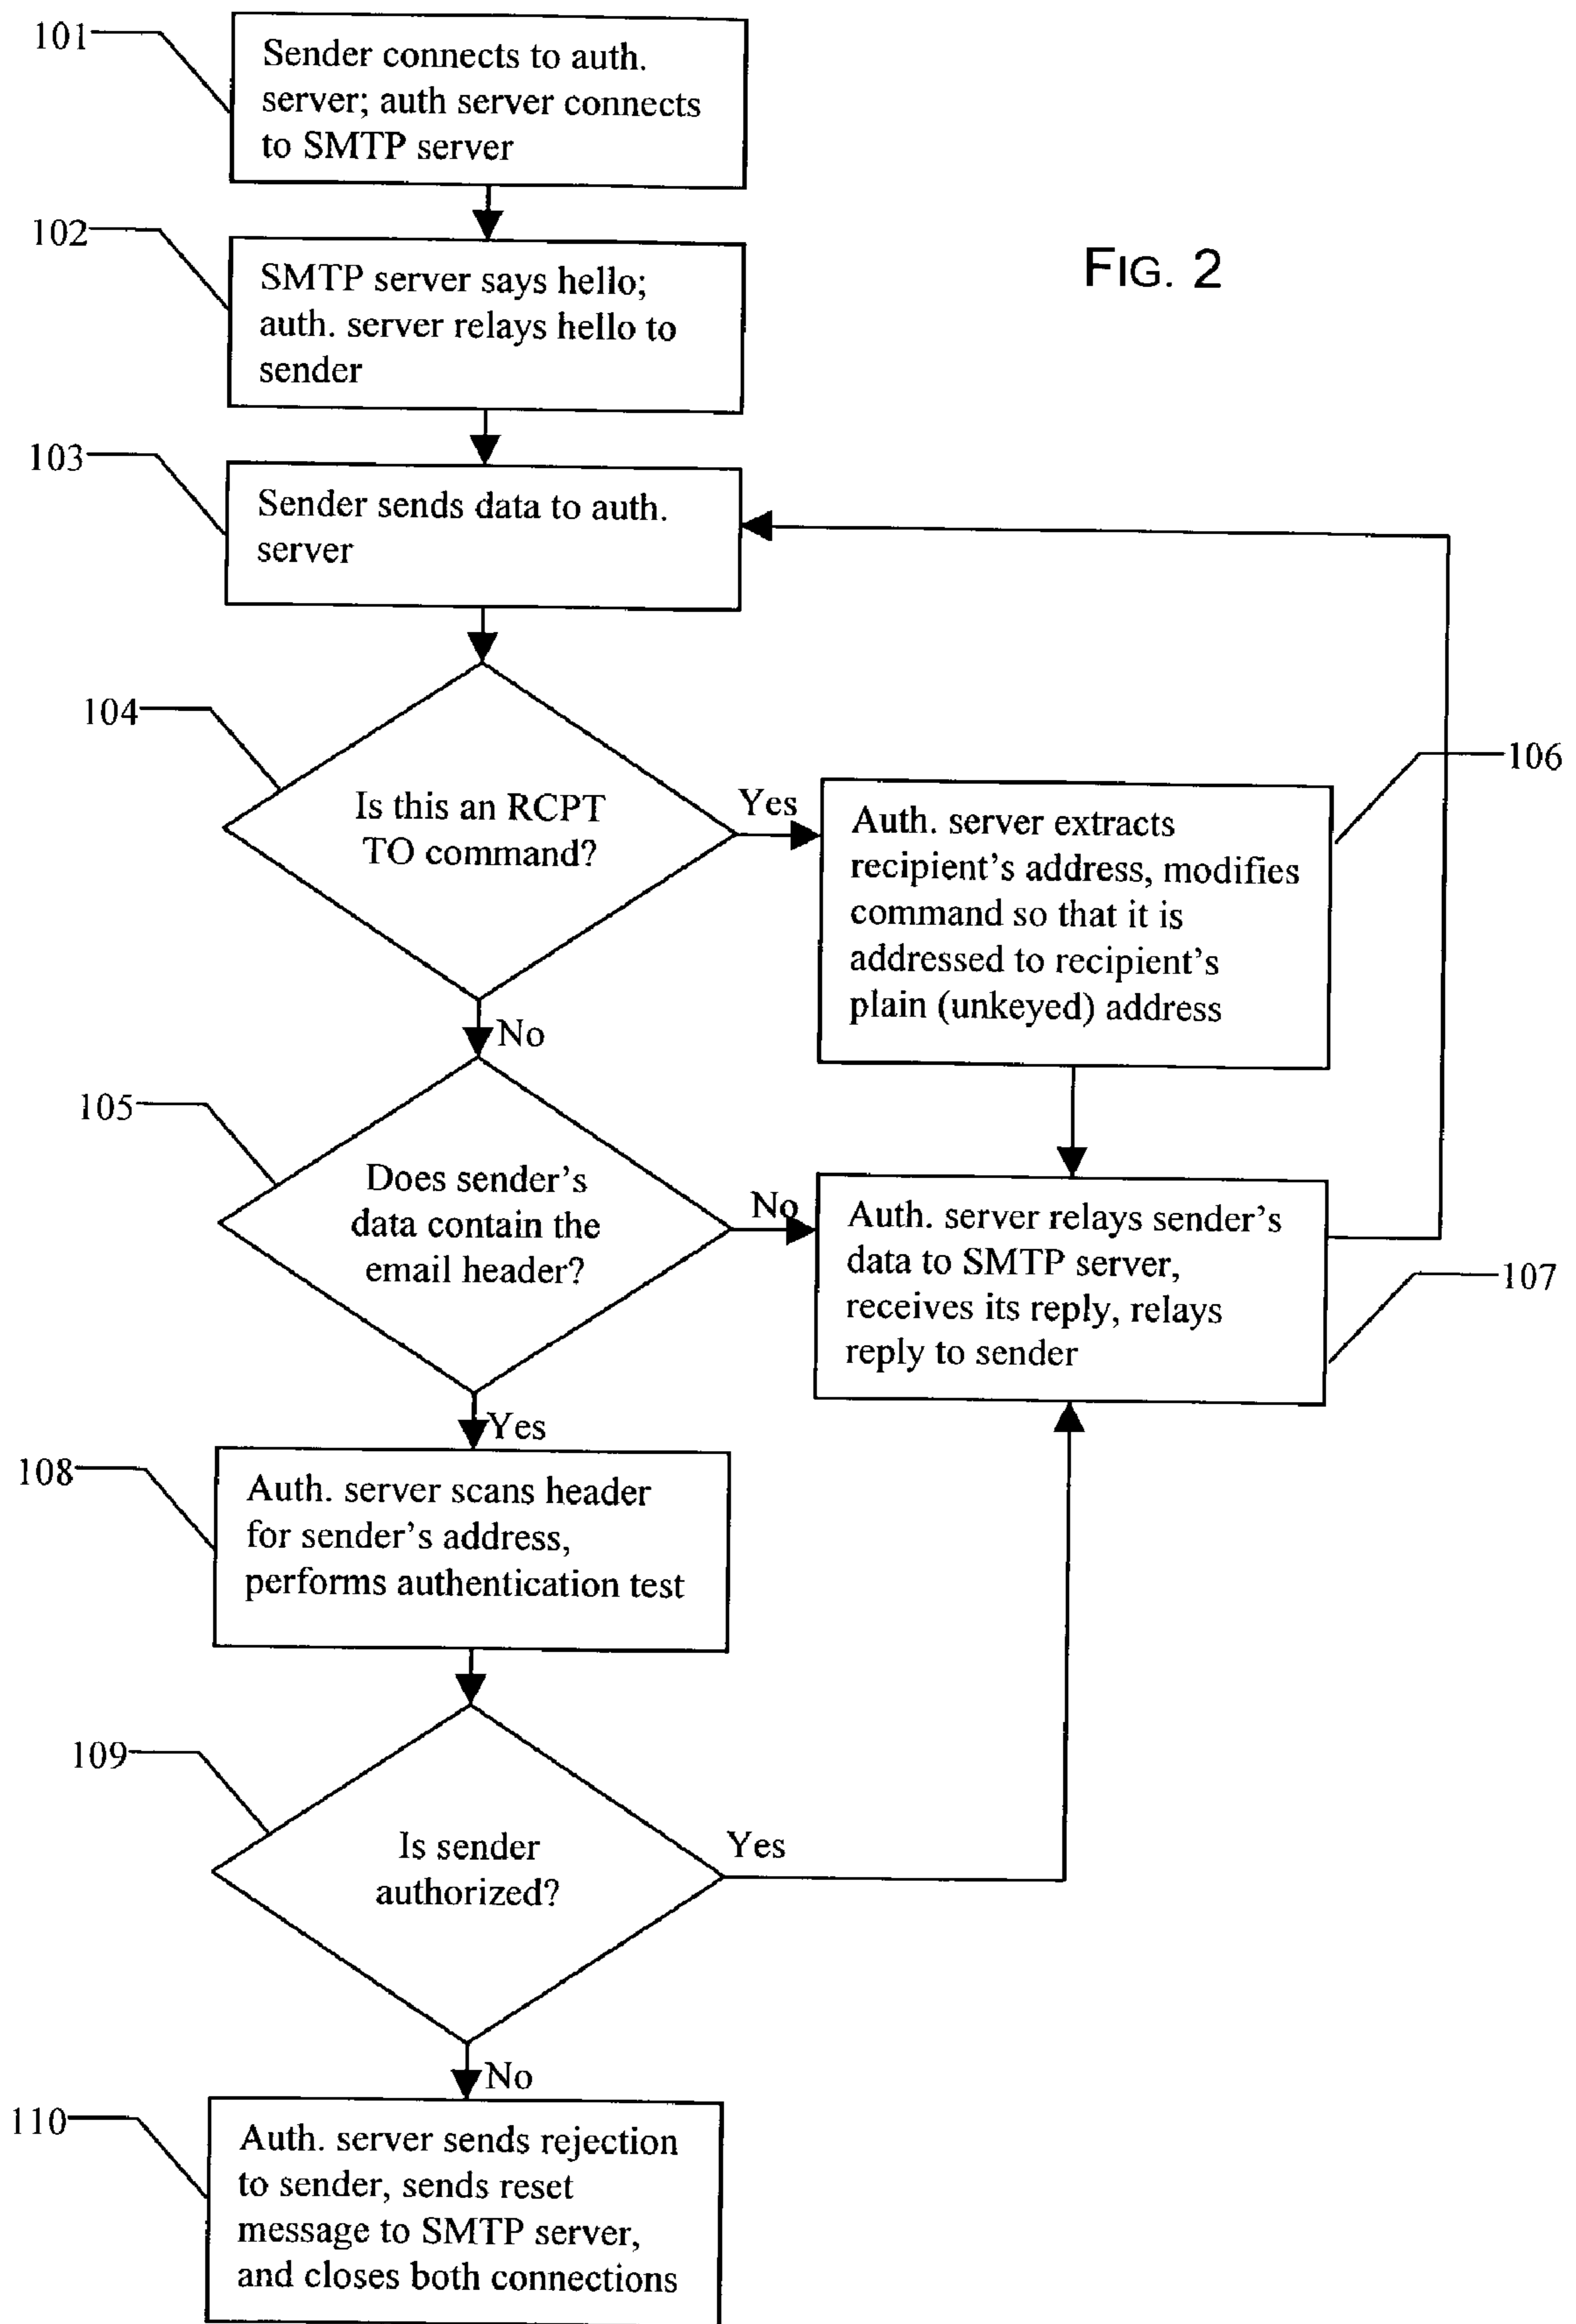 101
Sender connects to auth.
server; auth server connects
to SMTP server
102
SMTP server says hello;
auth. server relays hello to
sender
FIG. 2
103
Sender sends data to auth.
server
104
Is this an RCPT
TO command?
Yes
No
106
Auth. server extracts
recipient's address, modifies
command so that it is
addressed to recipient's
plain (unkeyed) address
105
Does sender's
data contain the
email header?
No
Yes
Auth. server relays sender's
data to SMTP server,
receives its reply, relays
reply to sender
107
108
Auth. server scans header
for sender's address,
performs authentication test
109
Is sender
authorized?
Yes
No
110
Auth. server sends rejection
to sender, sends reset
message to SMTP server,
and closes both connections